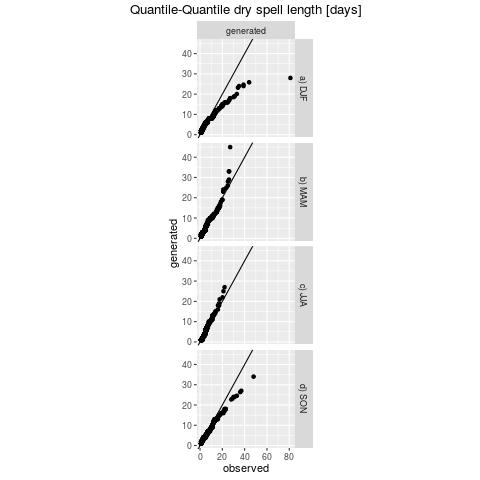 Quantile-Quantile dry spell length [days]
generated
40
30
20
10
0
a) DJF
40
30
20
10
0
b) MAM
generated
40
30
20
10
0
c) JJA
40
30
20
10
0
d) SON
0 20 40 60 80
observed